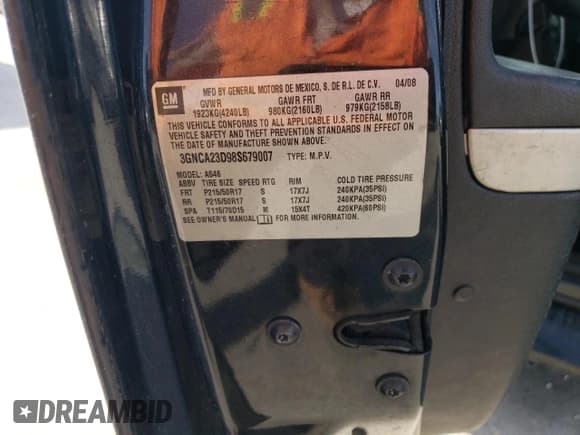 GM
MFD BY GENERAL MOTORS DE MEXICO, S. DE R.L. DE C.V. 04/08
GVWR GAWR FRT GAWR RR
1923KG(4240LB) 980KG(2160LB) 979KG(2158LB)
THIS VEHICLE CONFORMS TO ALL APPLICABLE U.S. FEDERAL MOTOR
VEHICLE SAFETY AND THEFT PREVENTION STANDARDS IN EFFECT ON
THE DATE OF MANUFACTURE SHOWN ABOVE.
3GNCA23D98S679007 TYPE: M.P.V.
MODEL: AS46
ABBV TIRE SIZE SPEED RTG RIM COLD TIRE PRESSURE
FRT P215/50R17 S 17X7J 240KPA(35PSI)
RR P215/50R17 S 17X7J 240KPA(35PSI)
SPA T115/70D15 M 15X4T 420KPA(60PSI)
SEE OWNER'S MANUAL FOR MORE INFORMATION.
DREAMBID